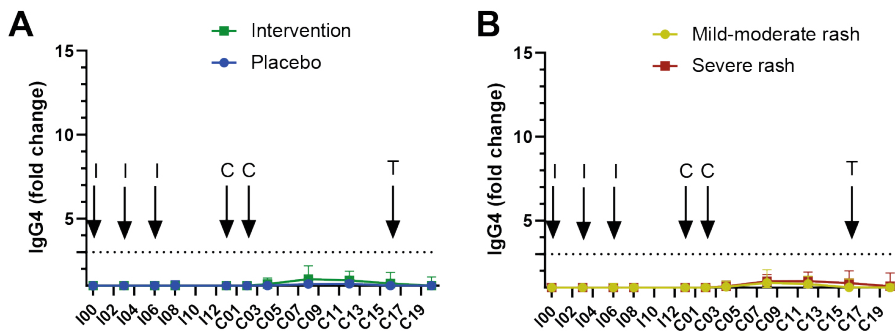 A
Intervention
Placebo
IgG4 (fold change)
15
10
5
I I I C C T
I00 I02 I04 I06 I08 I10 I12 C01 C03 C05 C07 C09 C11 C13 C15 C17 C19
B
Mild-moderate rash
Severe rash
IgG4 (fold change)
15
10
5
I I I C C T
I00 I02 I04 I06 I08 I10 I12 C01 C03 C05 C07 C09 C11 C13 C15 C17 C19